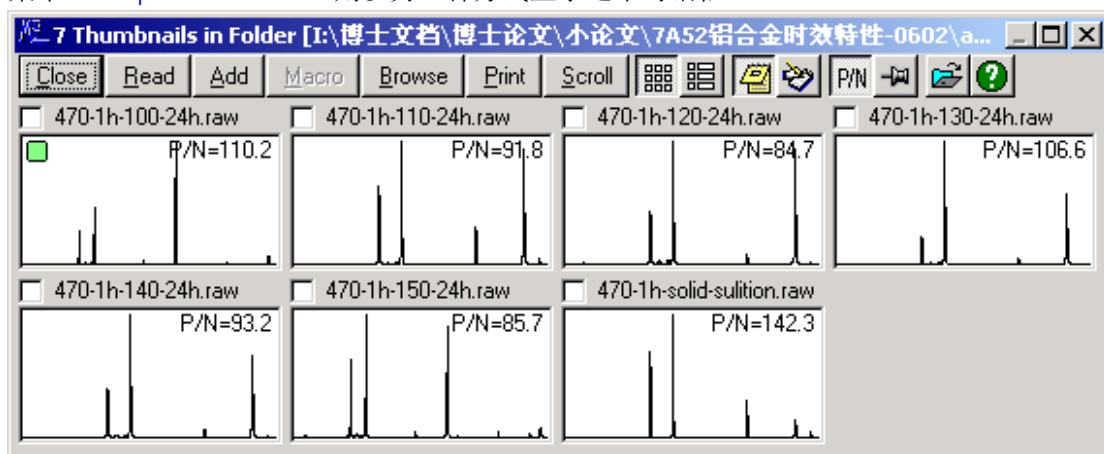 7 Thumbnails in Folder [I:\博士文档\博士论文\小论文\7A52铝合金时效特性-0602\a...
Close Read Add Macro Browse Print Scroll P/N
470-1h-100-24h.raw 470-1h-110-24h.raw 470-1h-120-24h.raw 470-1h-130-24h.raw
P/N=110.2 P/N=91.8 P/N=84.7 P/N=106.6
470-1h-140-24h.raw 470-1h-150-24h.raw 470-1h-solid-sulition.raw
P/N=93.2 P/N=85.7 P/N=142.3